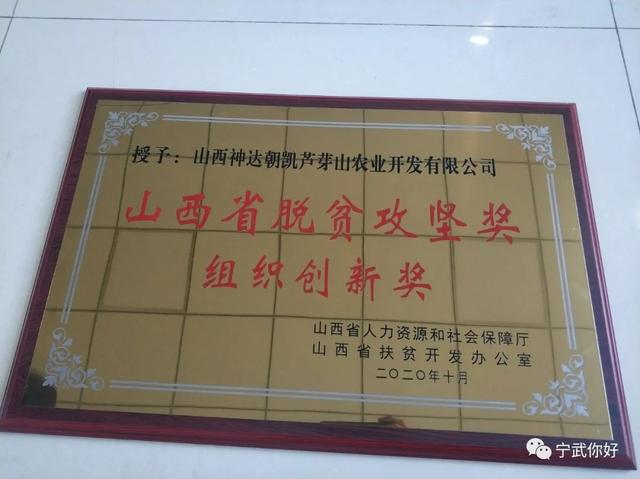 授予：山西神达朝凯芦芽山农业开发有限公司
山西省脱贫攻坚奖
组织创新奖
山西省人力资源和社会保障厅
山西省扶贫开发办公室
二〇二〇年十月
宁武你好